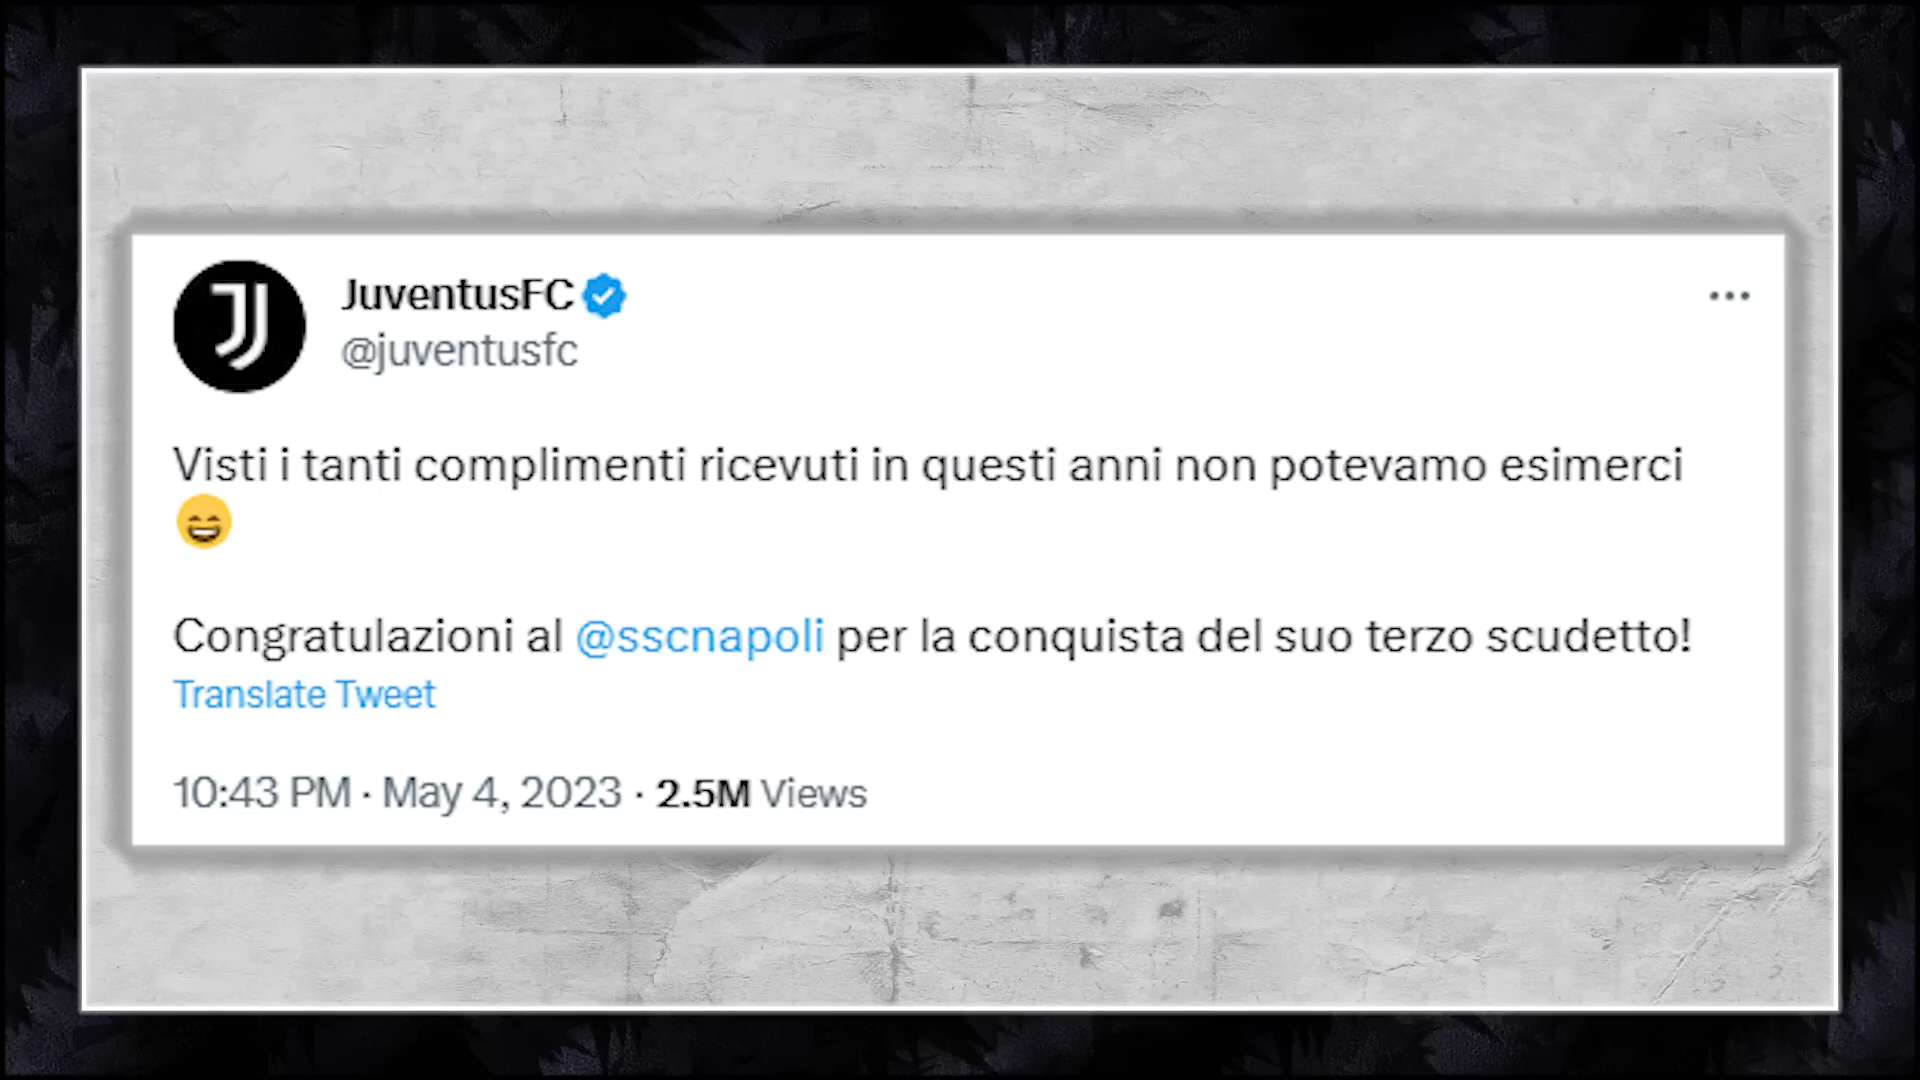 JuventusFC
@juventusfc
Visti i tanti complimenti ricevuti in questi anni non potevamo esimerci
😄
Congratulazioni al @sscnapoli per la conquista del suo terzo scudetto!
Translate Tweet
10:43 PM · May 4, 2023 · 2.5M Views